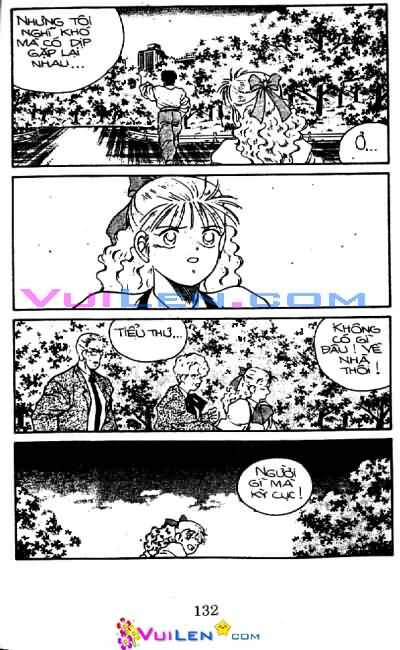 NHƯNG TÔI
NGHĨ KHÓ
MÀ CÓ DỊP
GẶP LẠI
NHAU...
Ở...
VUILEN.COM
TIỂU THƯ...
KHÔNG
CÓ GÌ
ĐÂU! VỀ
NHÀ
THÔI!
NGƯỜI
GÌ MÀ
KỲ CỤC!
132
VUILEN.COM